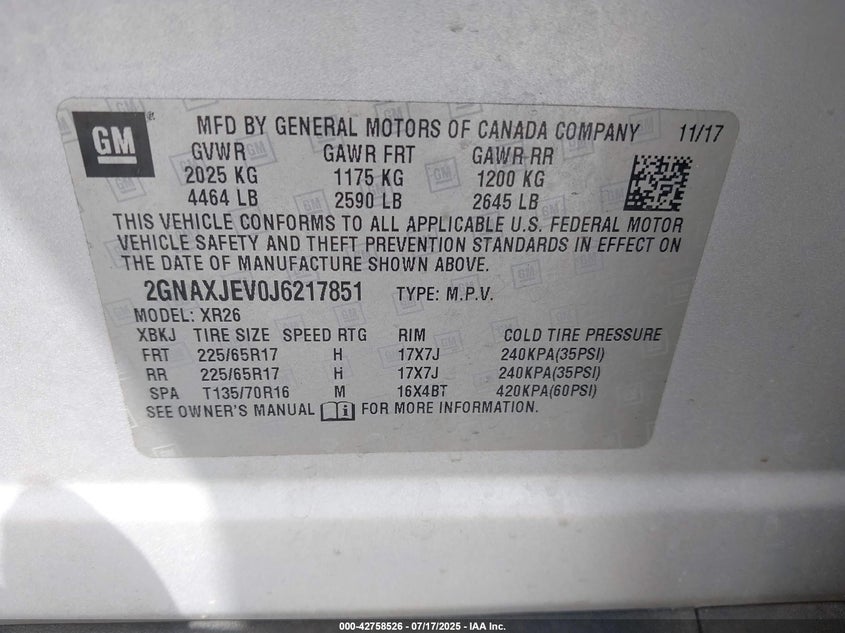 GM ®
MFD BY GENERAL MOTORS OF CANADA COMPANY 11/17
GVWR GAWR FRT GAWR RR
2025 KG 1175 KG 1200 KG
4464 LB 2590 LB 2645 LB
THIS VEHICLE CONFORMS TO ALL APPLICABLE U.S. FEDERAL MOTOR
VEHICLE SAFETY AND THEFT PREVENTION STANDARDS IN EFFECT ON
THE DATE OF MANUFACTURE SHOWN ABOVE.
2GNAXJEV0J6217851 TYPE: M.P.V.
MODEL: XR26
XBKJ TIRE SIZE SPEED RTG RIM COLD TIRE PRESSURE
FRT 225/65R17 H 17X7J 240KPA(35PSI)
RR 225/65R17 H 17X7J 240KPA(35PSI)
SPA T135/70R16 M 16X4BT 420KPA(60PSI)
SEE OWNER'S MANUAL FOR MORE INFORMATION.
000-42758526 - 07/17/2025 - IAA Inc.